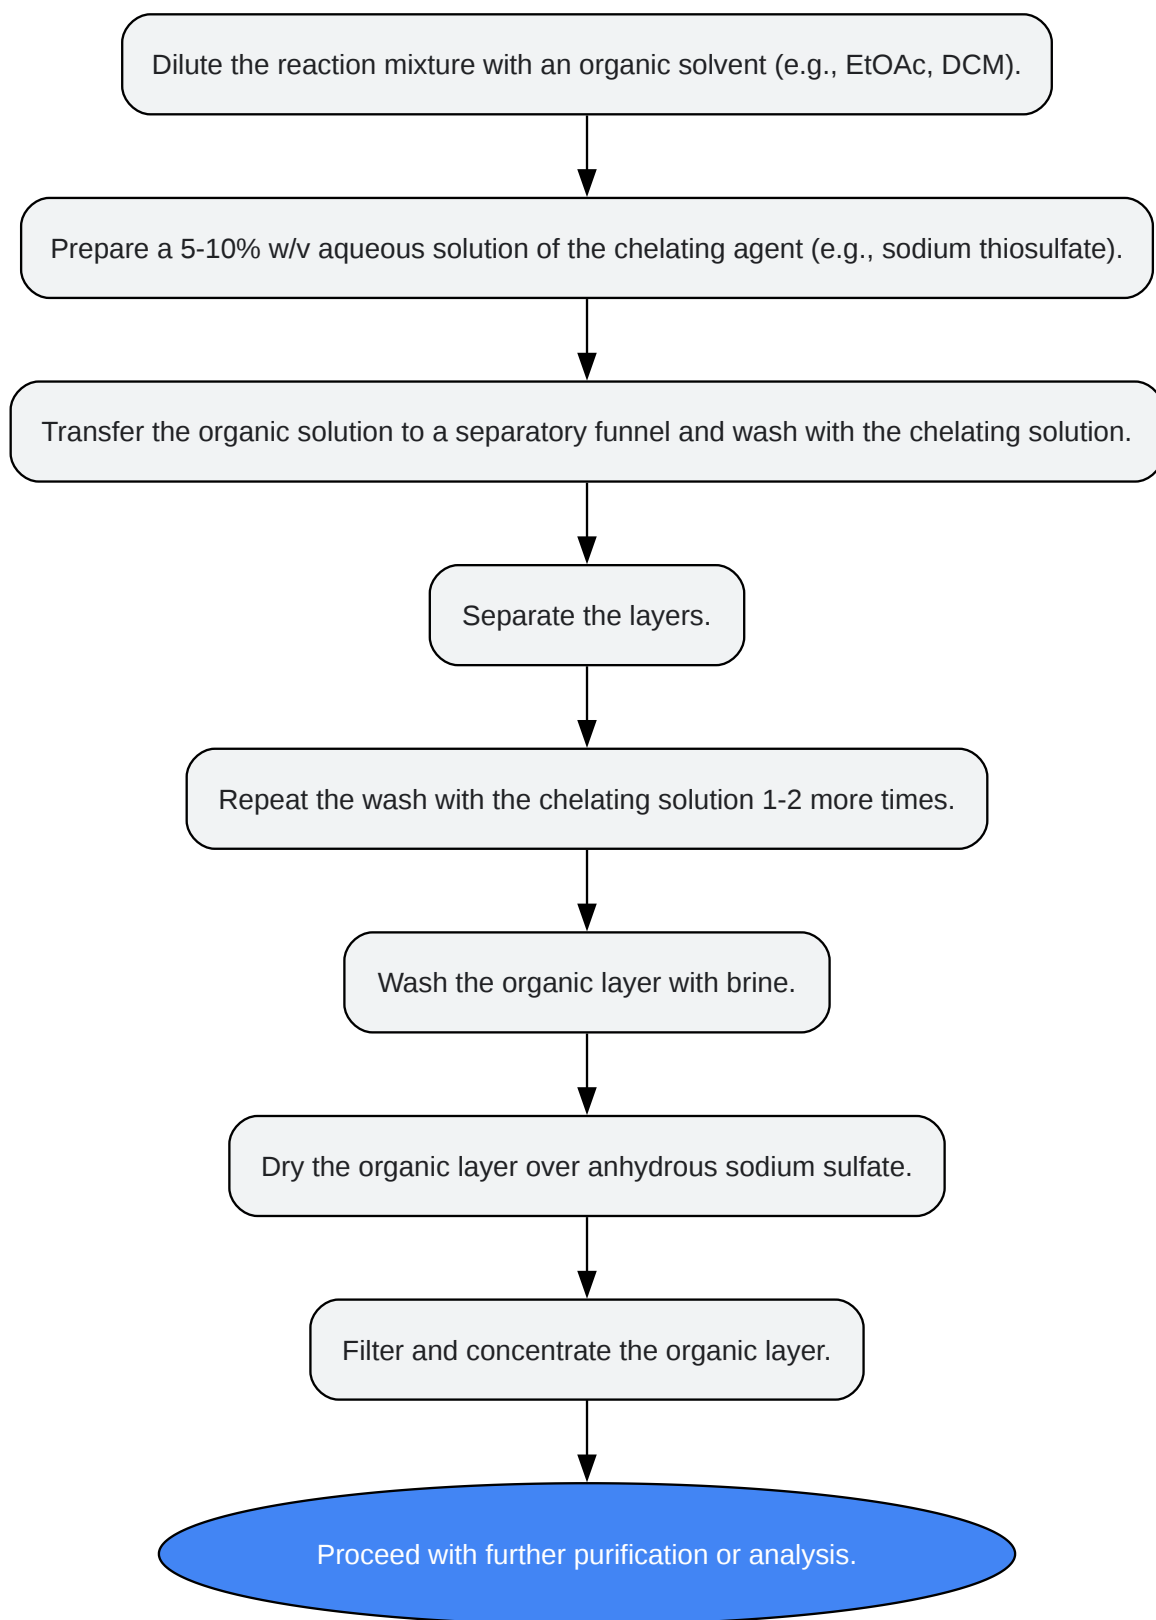 Dilute the reaction mixture with an organic solvent (e.g., EtOAc, DCM).
Prepare a 5-10% w/v aqueous solution of the chelating agent (e.g., sodium thiosulfate).
Transfer the organic solution to a separatory funnel and wash with the chelating solution.
Separate the layers.
Repeat the wash with the chelating solution 1-2 more times.
Wash the organic layer with brine.
Dry the organic layer over anhydrous sodium sulfate.
Filter and concentrate the organic layer.
Proceed with further purification or analysis.